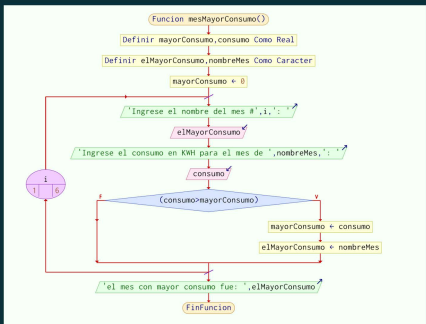 Funcion mesMayorConsumo()
Definir mayorConsumo,consumo Como Real
Definir elMayorConsumo,nombreMes Como Caracter
mayorConsumo ← 0
'Ingrese el nombre del mes #',i,': '
elMayorConsumo
'Ingrese el consumo en KWH para el mes de ',nombreMes,': '
consumo
i
1 6
F
(consumo>mayorConsumo)
V
mayorConsumo ← consumo
elMayorConsumo ← nombreMes
'el mes con mayor consumo fue: ',elMayorConsumo
FinFuncion